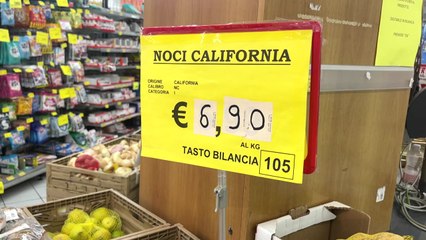 NOCI CALIFORNIA
ORIGINE CALIFORNIA
CALIBRO NC
CATEGORIA I
€ 6,90
AL KG
TASTO BILANCIA 105